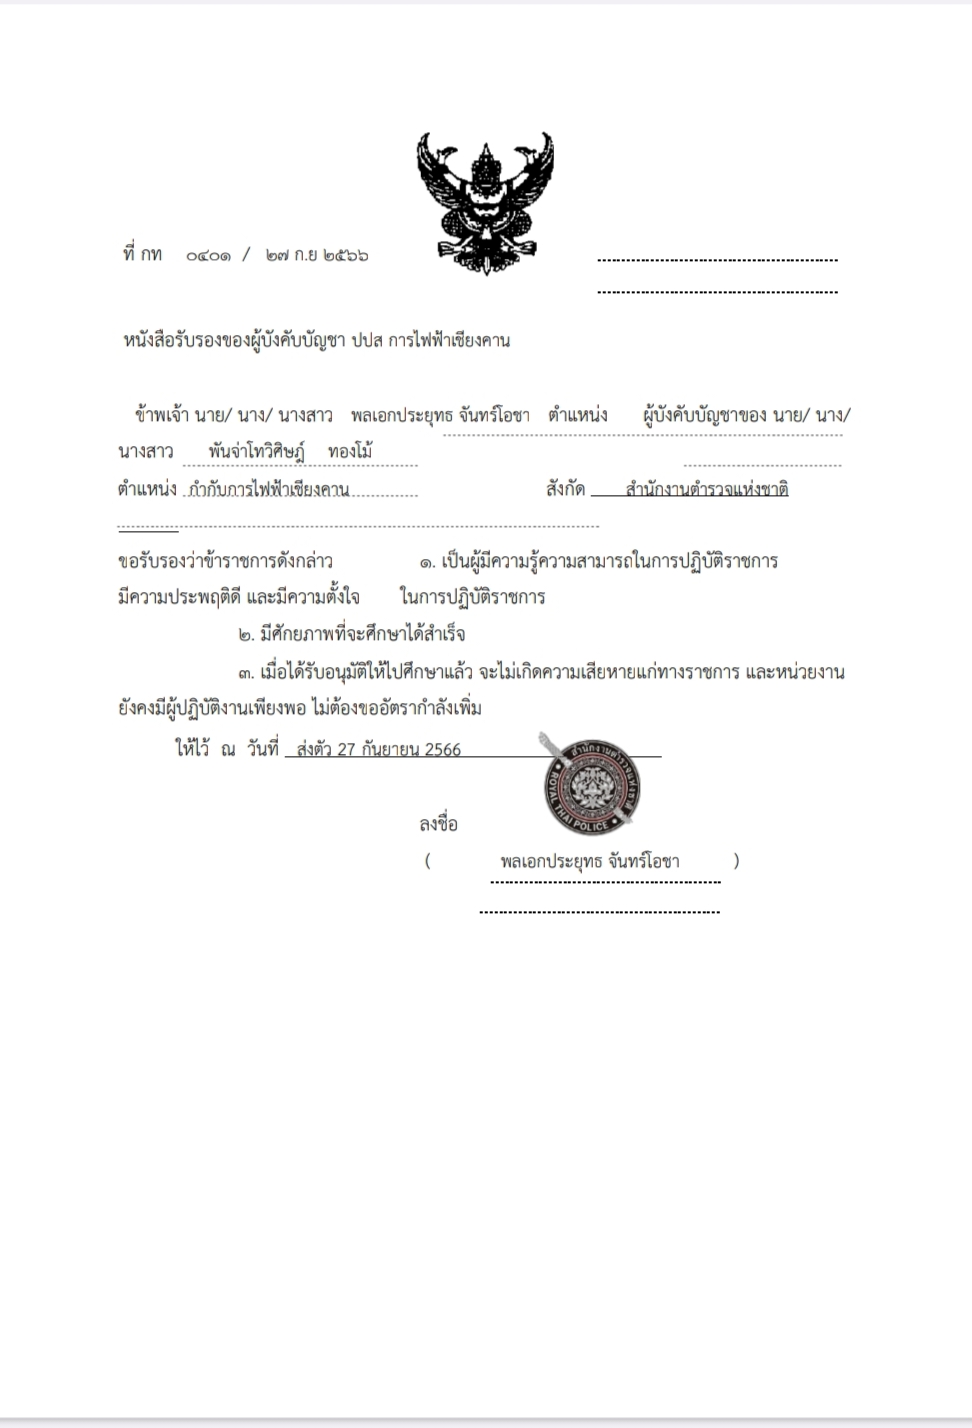 ที่ กท ๐๔๐๑ / ๒๗ ก.ย ๒๕๖๖
หนังสือรับรองของผู้บังคับบัญชา ปปส การไฟฟ้าเชียงคาน
ข้าพเจ้า นาย/ นาง/ นางสาว พลเอกประยุทธ จันทร์โอชา ตำแหน่ง ผู้บังคับบัญชาของ นาย/ นาง/
นางสาว พันจ่าโทวิศิษฎ์ ทองโม้
ตำแหน่ง กำกับการไฟฟ้าเชียงคาน สังกัด สำนักงานตำรวจแห่งชาติ
ขอรับรองว่าข้าราชการดังกล่าว ๑. เป็นผู้มีความรู้ความสามารถในการปฏิบัติราชการ
มีความประพฤติดี และมีความตั้งใจ ในการปฏิบัติราชการ
๒. มีศักยภาพที่จะศึกษาได้สำเร็จ
๓. เมื่อได้รับอนุมัติให้ไปศึกษาแล้ว จะไม่เกิดความเสียหายแก่ทางราชการ และหน่วยงาน
ยังคงมีผู้ปฏิบัติงานเพียงพอ ไม่ต้องขออัตรากำลังเพิ่ม
ให้ไว้ ณ วันที่ ส่งตัว 27 กันยายน 2566
สำนักงานตำรวจแห่งชาติ
ROYAL THAI POLICE
ลงชื่อ
( พลเอกประยุทธ จันทร์โอชา )